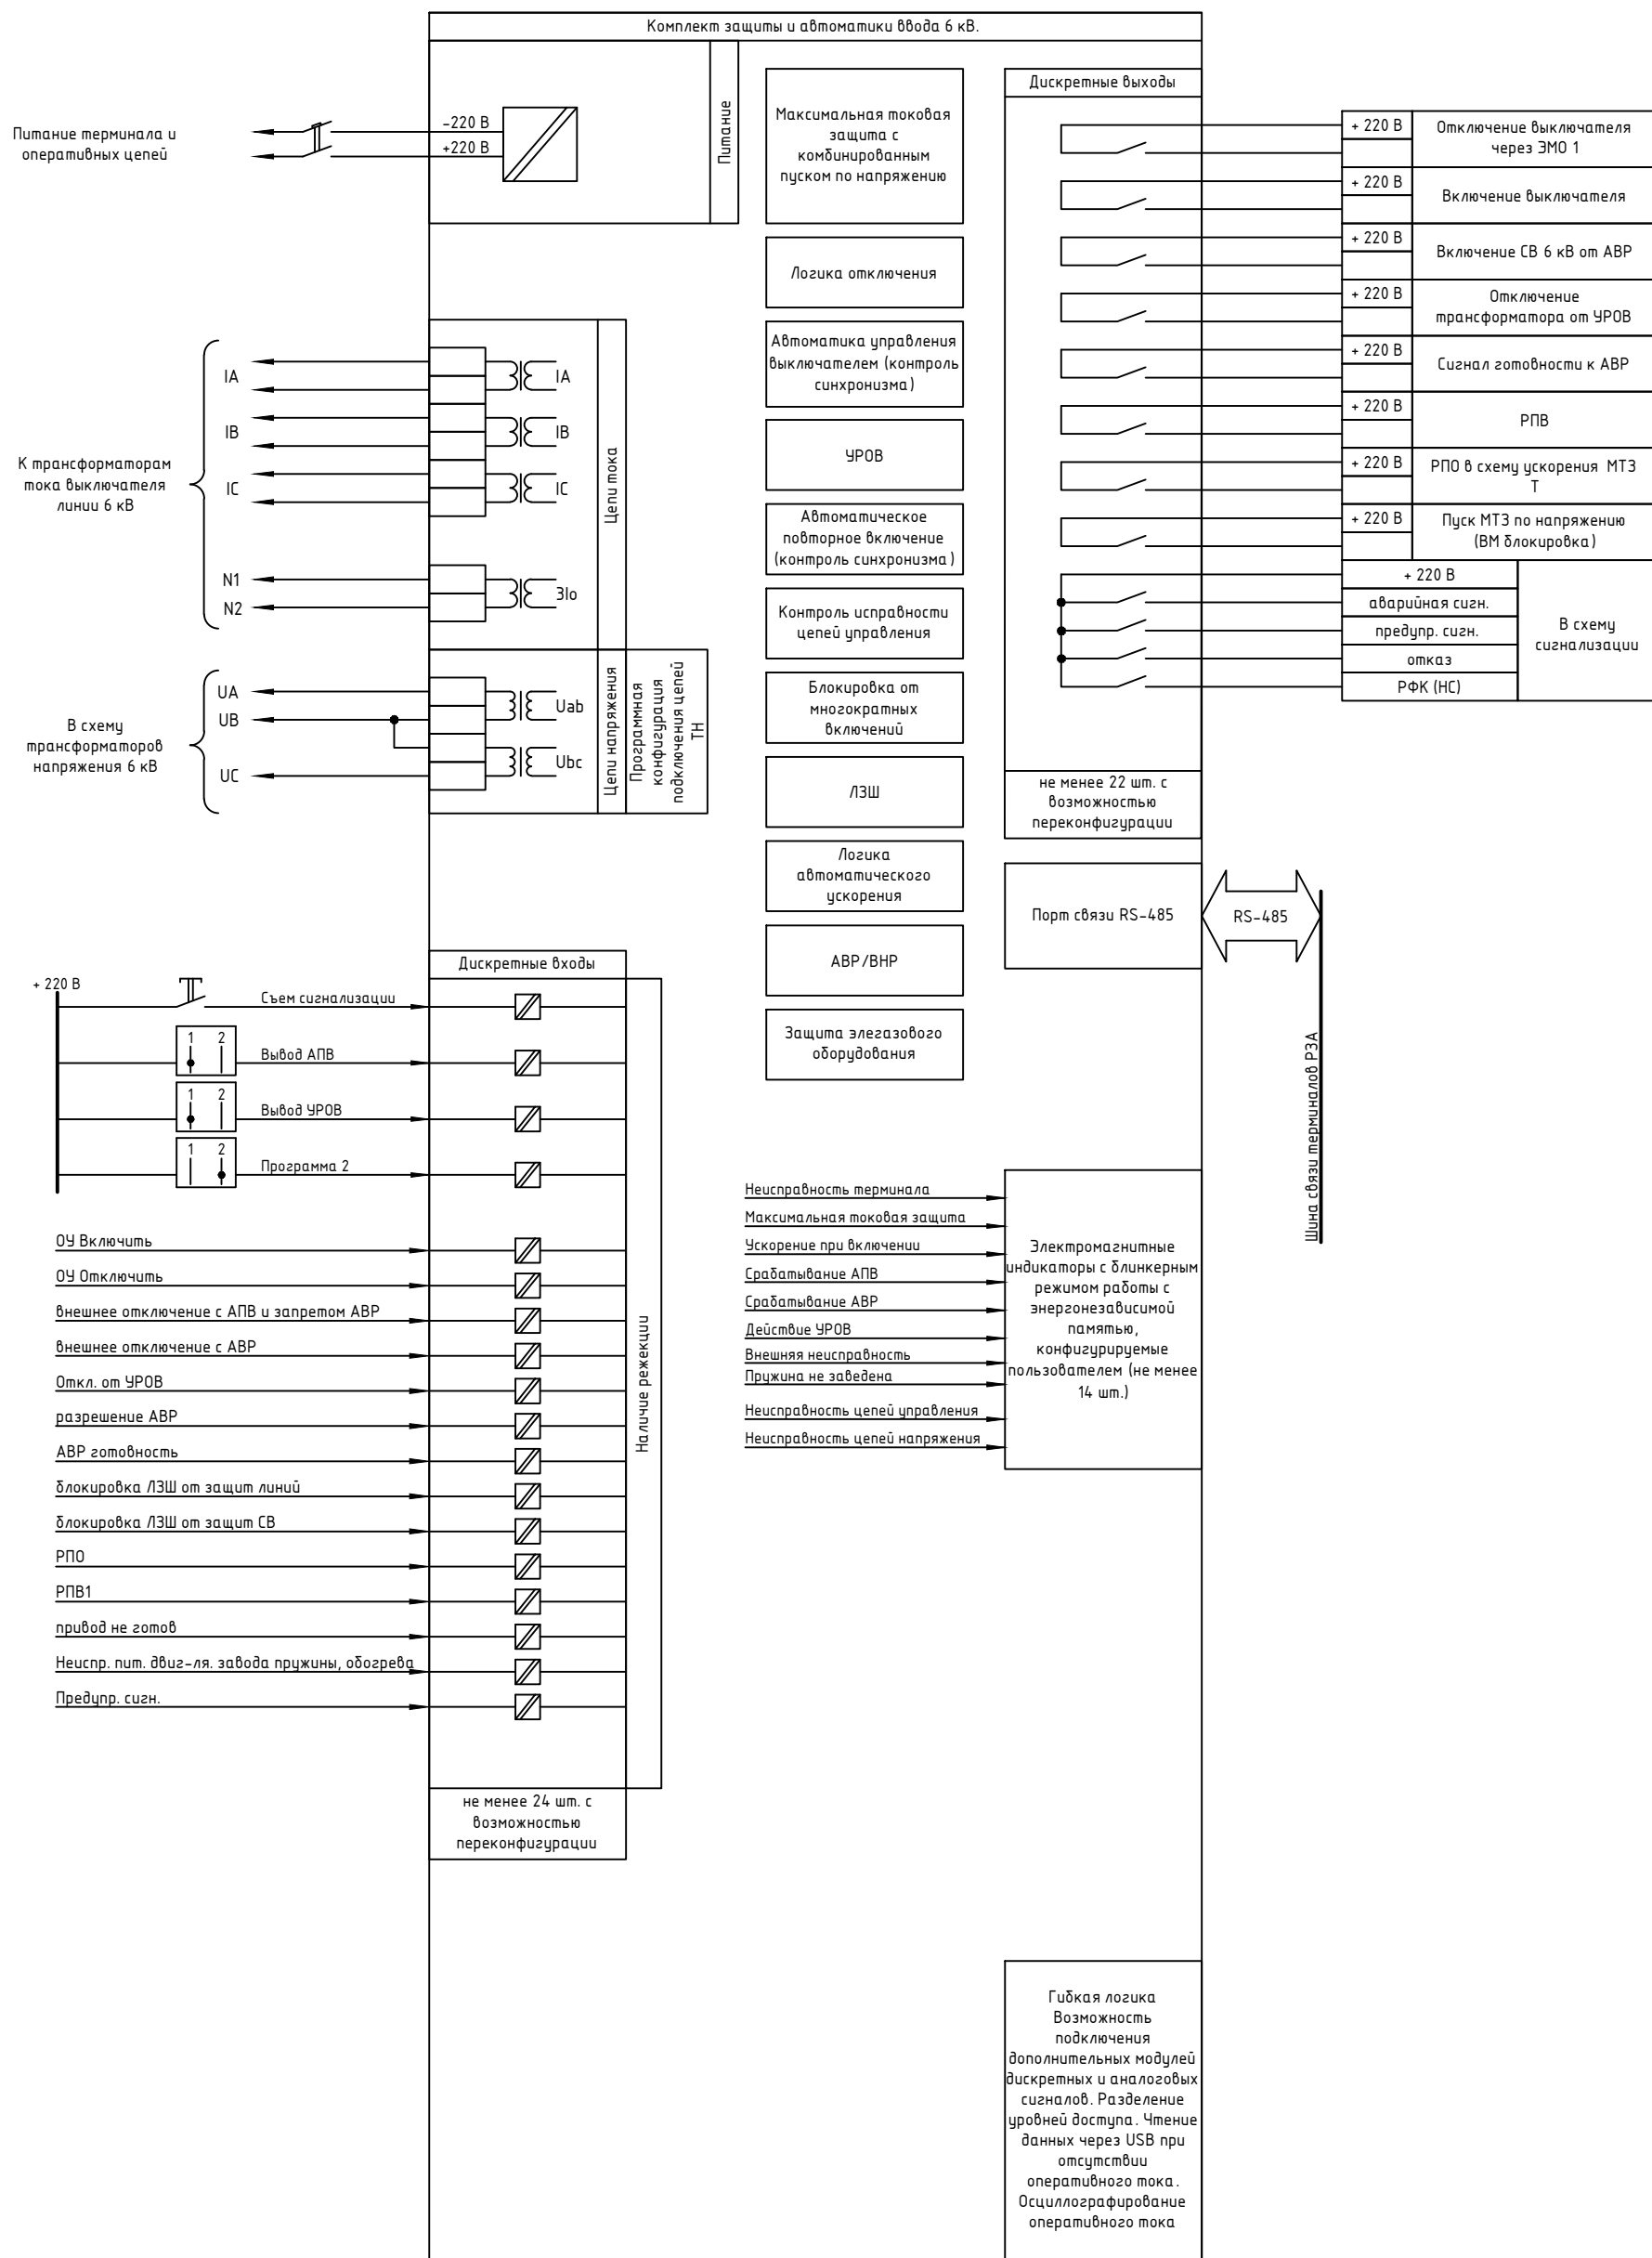 Комплект защиты и автоматики ввода 6 кВ.
Питание терминала и
оперативных цепей
-220 В
+220 В
Питание
К трансформаторам
тока выключателя
линии 6 кВ
IA
IB
IC
N1
N2
IA
IB
IC
3Io
Цепи тока
В схему
трансформаторов
напряжения 6 кВ
UA
UB
UC
Uab
Ubc
Цепи напряжения
Программная
конфигурация
подключения цепей
ТН
Максимальная токовая
защита с
комбинированным
пуском по напряжению
Логика отключения
Автоматика управления
выключателем (контроль
синхронизма)
УРОВ
Автоматическое
повторное включение
(контроль синхронизма)
Контроль исправности
цепей управления
Блокировка от
многократных
включений
ЛЗШ
Логика
автоматического
ускорения
АВР/ВНР
Защита элегазового
оборудования
Дискретные выходы
+ 220 В
Отключение выключателя
через ЭМО 1
+ 220 В
Включение выключателя
+ 220 В
Включение СВ 6 кВ от АВР
+ 220 В
Отключение
трансформатора от УРОВ
+ 220 В
Сигнал готовности к АВР
+ 220 В
РПВ
+ 220 В
РПО в схему ускорения МТЗ
Т
+ 220 В
Пуск МТЗ по напряжению
(ВМ блокировка)
+ 220 В
аварийная сигн.
предупр. сигн.
отказ
РФК (НС)
В схему
сигнализации
не менее 22 шт. с
возможностью
переконфигурации
Порт связи RS-485
RS-485
Шина связи терминалов РЗА
Дискретные входы
+ 220 В
Съем сигнализации
1 2
Вывод АПВ
1 2
Вывод УРОВ
1 2
Программа 2
ОУ Включить
ОУ Отключить
внешнее отключение с АПВ и запретом АВР
внешнее отключение с АВР
Откл. от УРОВ
разрешение АВР
АВР готовность
блокировка ЛЗШ от защит линий
блокировка ЛЗШ от защит СВ
РПО
РПВ1
привод не готов
Неиспр. пит. двиг-ля. завода пружины, обогрева
Предупр. сигн.
Наличие режекции
не менее 24 шт. с
возможностью
переконфигурации
Неисправность терминала
Максимальная токовая защита
Ускорение при включении
Срабатывание АПВ
Срабатывание АВР
Действие УРОВ
Внешняя неисправность
Пружина не заведена
Неисправность цепей управления
Неисправность цепей напряжения
Электромагнитные
индикаторы с блинкерным
режимом работы с
энергонезависимой
памятью,
конфигурируемые
пользователем (не менее
14 шт.)
Гибкая логика
Возможность
подключения
дополнительных модулей
дискретных и аналоговых
сигналов. Разделение
уровней доступа. Чтение
данных через USB при
отсутствии
оперативного тока.
Осциллографирование
оперативного тока